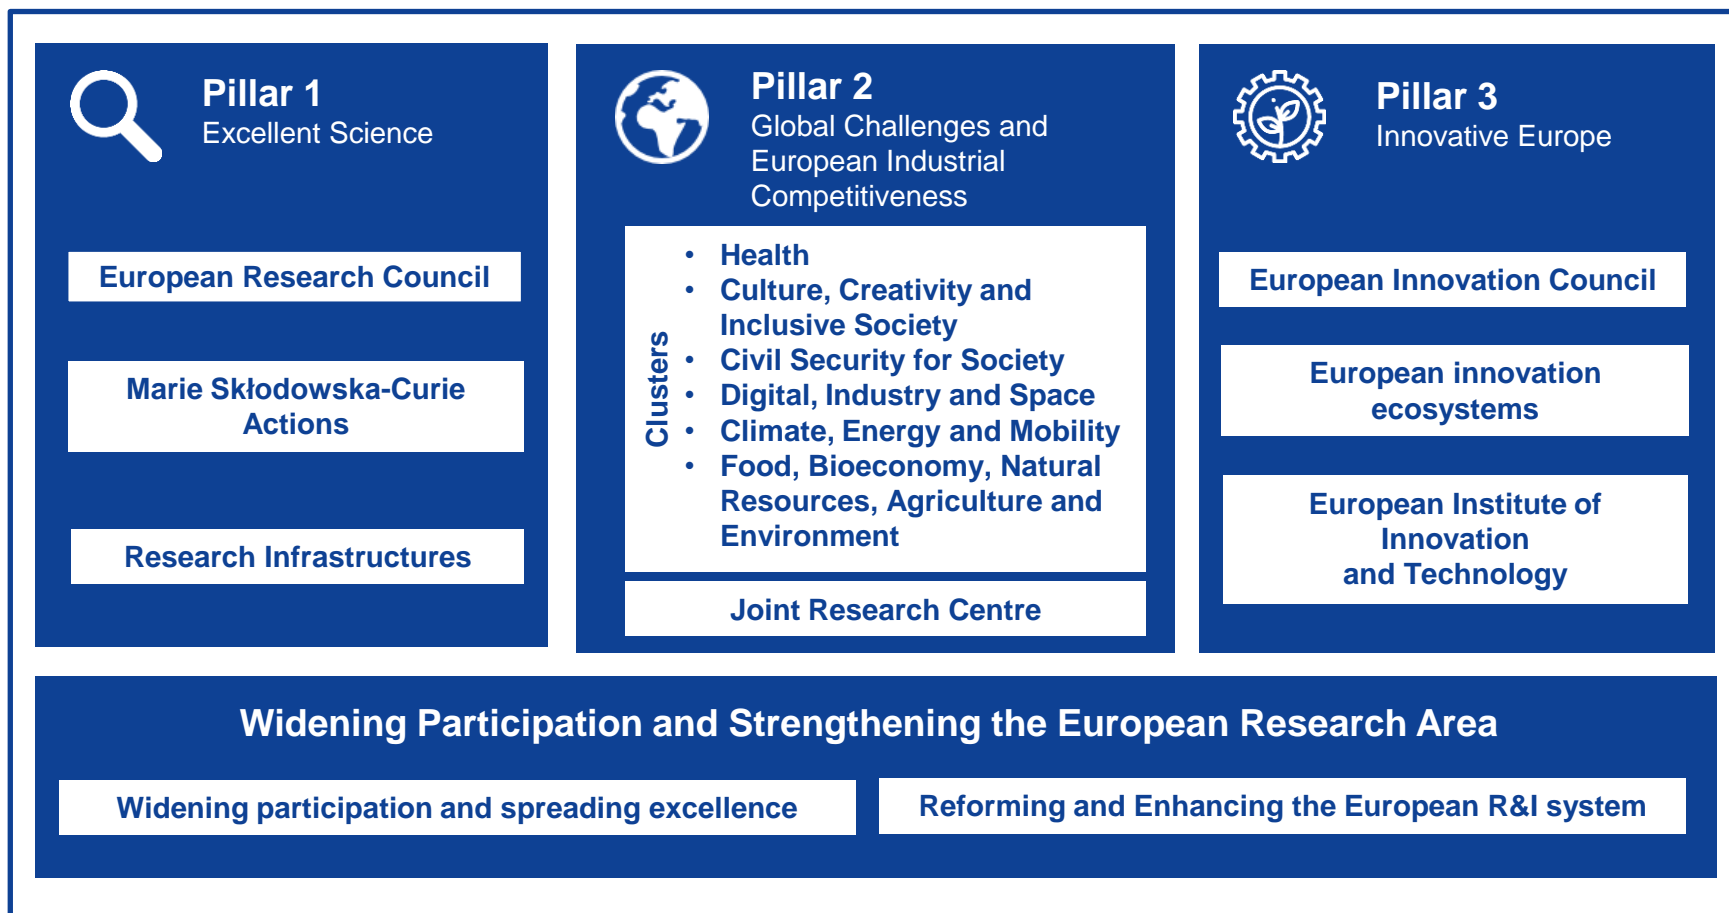 Pillar 1
Excellent Science
European Research Council
Marie Skłodowska-Curie
Actions
Research Infrastructures
Pillar 2
Global Challenges and
European Industrial
Competitiveness
Clusters
• Health
• Culture, Creativity and
Inclusive Society
• Civil Security for Society
• Digital, Industry and Space
• Climate, Energy and Mobility
• Food, Bioeconomy, Natural
Resources, Agriculture and
Environment
Joint Research Centre
Pillar 3
Innovative Europe
European Innovation Council
European innovation
ecosystems
European Institute of
Innovation
and Technology
Widening Participation and Strengthening the European Research Area
Widening participation and spreading excellence
Reforming and Enhancing the European R&I system